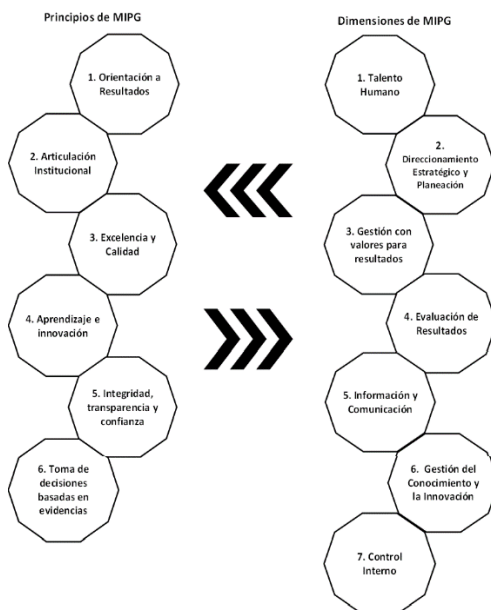 Principios de MIPG
1. Orientación a
Resultados
2. Articulación
Institucional
3. Excelencia y
Calidad
4. Aprendizaje e
innovación
5. Integridad,
transparencia y
confianza
6. Toma de
decisiones
basadas en
evidencias
Dimensiones de MIPG
1. Talento
Humano
2.
Direccionamiento
Estratégico y
Planeación
3. Gestión con
valores para
resultados
4. Evaluación de
Resultados
5. Información y
Comunicación
6. Gestión del
Conocimiento y
la Innovación
7. Control
Interno